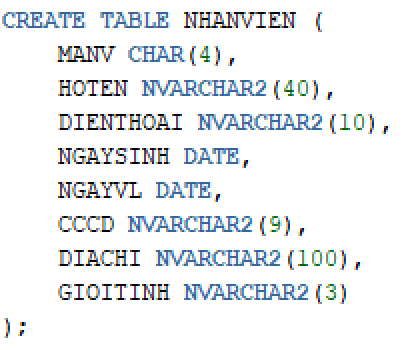 CREATE TABLE NHANVIEN (
    MANV CHAR(4),
    HOTEN NVARCHAR2(40),
    DIENTHOAI NVARCHAR2(10),
    NGAYSINH DATE,
    NGAYVL DATE,
    CCCD NVARCHAR2(9),
    DIACHI NVARCHAR2(100),
    GIOITINH NVARCHAR2(3)
);